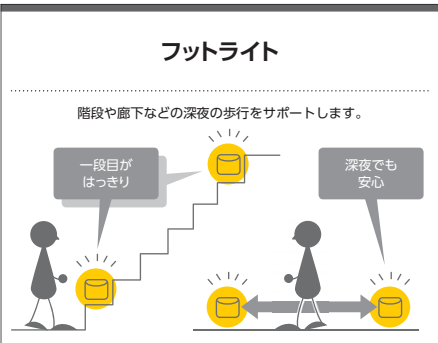 フットライト
階段や廊下などの深夜の歩行をサポートします。
一段目が
はっきり
深夜でも
安心